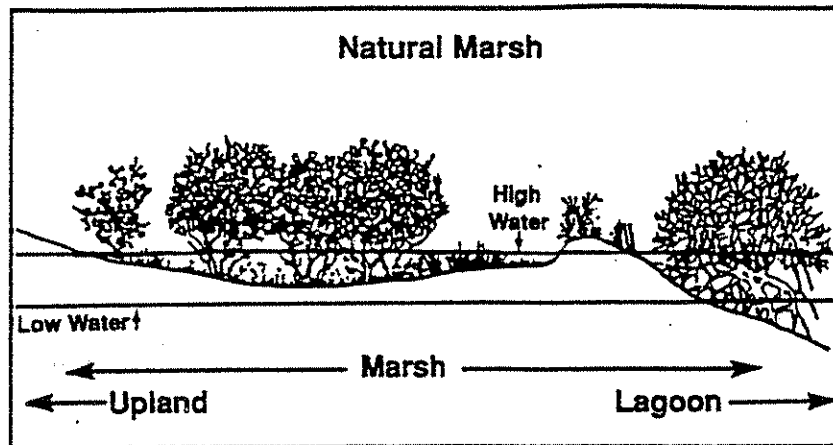 Natural Marsh
High
Water
Low Water
Marsh
Upland
Lagoon